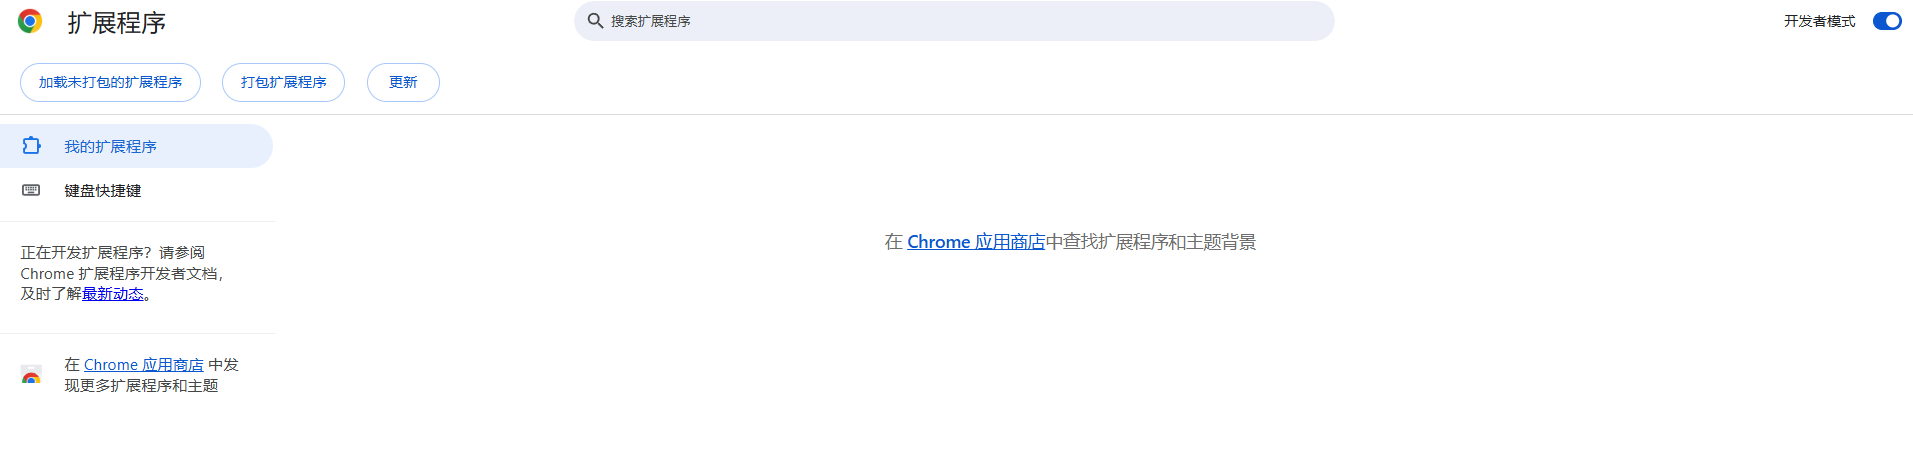 扩展程序
搜索扩展程序
开发者模式
加载未打包的扩展程序
打包扩展程序
更新
我的扩展程序
键盘快捷键
正在开发扩展程序？请参阅
Chrome 扩展程序开发者文档，
及时了解最新动态。
在 Chrome 应用商店 中发
现更多扩展程序和主题
在 Chrome 应用商店中查找扩展程序和主题背景